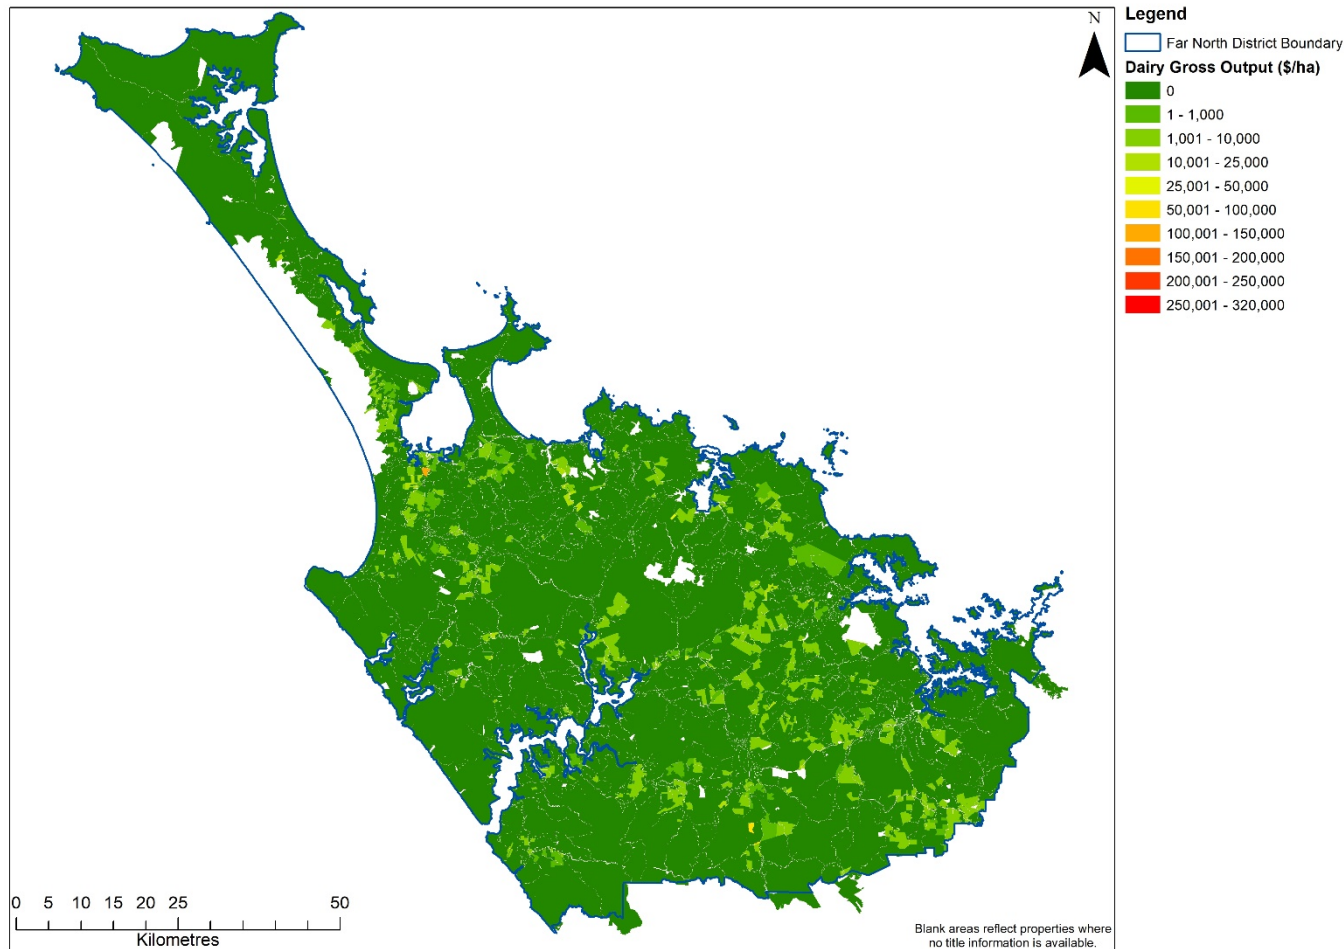 N
Legend
Far North District Boundary
Dairy Gross Output ($/ha)
0
1 - 1,000
1,001 - 10,000
10,001 - 25,000
25,001 - 50,000
50,001 - 100,000
100,001 - 150,000
150,001 - 200,000
200,001 - 250,000
250,001 - 320,000
0 5 10 15 20 25 50
Kilometres
Blank areas reflect properties where
no title information is available.